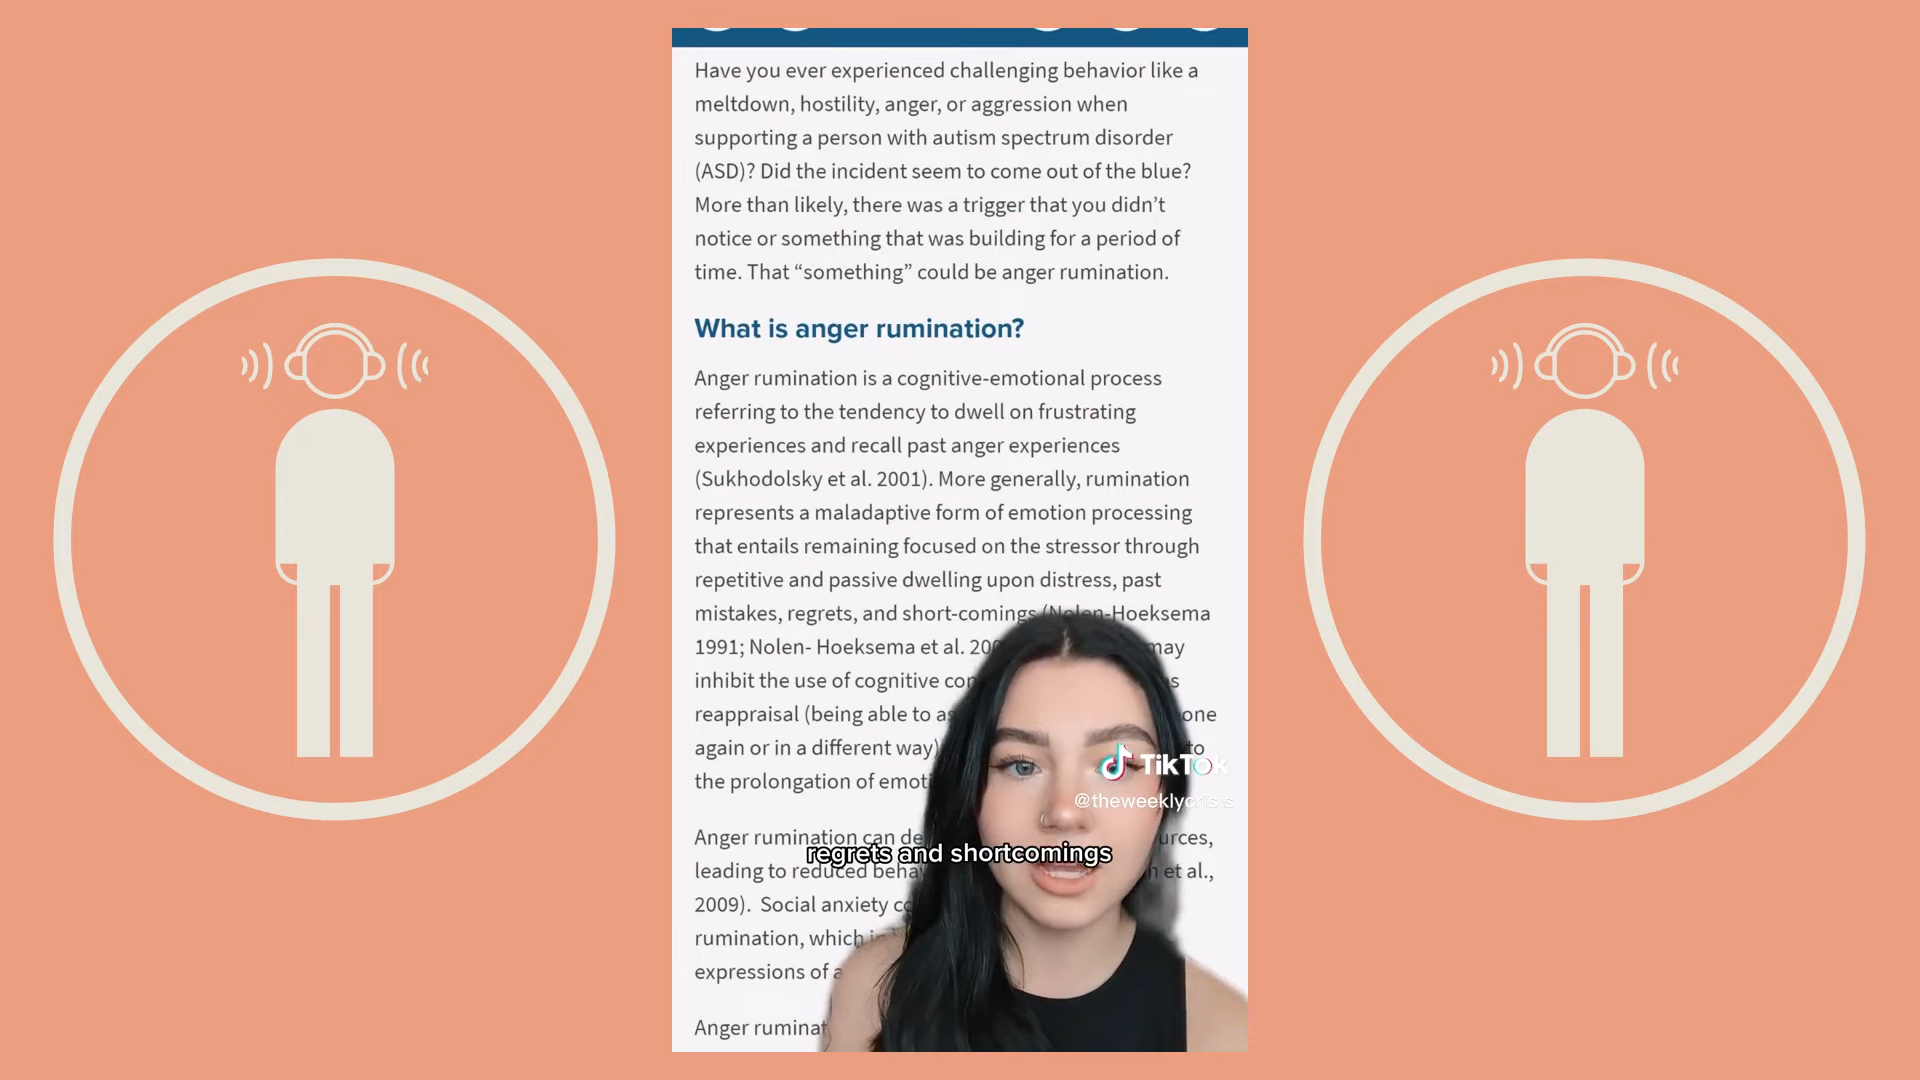 Have you ever experienced challenging behavior like a
meltdown, hostility, anger, or aggression when
supporting a person with autism spectrum disorder
(ASD)? Did the incident seem to come out of the blue?
More than likely, there was a trigger that you didn’t
notice or something that was building for a period of
time. That “something” could be anger rumination.
What is anger rumination?
Anger rumination is a cognitive-emotional process
referring to the tendency to dwell on frustrating
experiences and recall past anger experiences
(Sukhodolsky et al. 2001). More generally, rumination
represents a maladaptive form of emotion processing
that entails remaining focused on the stressor through
repetitive and passive dwelling upon distress, past
mistakes, regrets, and short-comings (Nolen-Hoeksema
1991; Nolen- Hoeksema et al. may
inhibit the use of cognitive
reappraisal (being able to one
again or in a different way) to
the prolongation of
TikTok
@theweeklycrisis
Anger rumination can
regrets and shortcomings
leading to reduced et al.,
2009). Social anxiety
rumination, which
expressions of
Anger